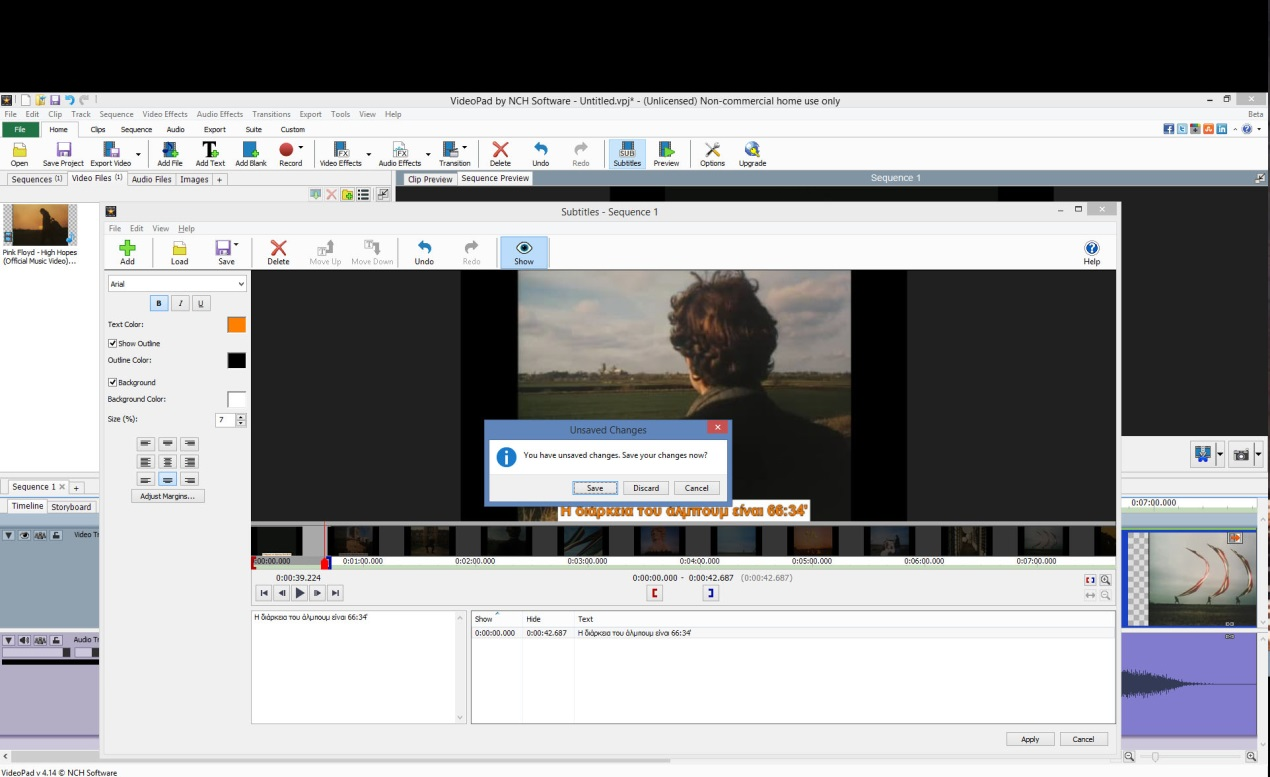 VideoPad by NCH Software - Untitled.vpj* - (Unlicensed) Non-commercial home use only
File Edit Clip Track Sequence Video Effects Audio Effects Transitions Export Tools View Help
Beta
File Home Clips Sequence Audio Export Suite Custom
Open Save Project Export Video Add File Add Text Add Blank Record Video Effects Audio Effects Transition Delete Undo Redo Subtitles Preview Options Upgrade
Sequences (1) Video Files (1) Audio Files Images +
Clip Preview Sequence Preview
Sequence 1
Pink Floyd - High Hopes
(Official Music Video)...
Subtitles - Sequence 1
File Edit View Help
Add Load Save Delete Move Up Move Down Undo Redo Show Help
Arial
B I U
Text Color:
Show Outline
Outline Color:
Background
Background Color:
Size (%): 7
Adjust Margins...
Unsaved Changes
You have unsaved changes. Save your changes now?
Save Discard Cancel
Η διάρκεια του άλμπουμ είναι 66:34'
Sequence 1 × +
Timeline Storyboard
0:07:00.000
Video Tr
0:00:00.000 0:01:00.000 0:02:00.000 0:03:00.000 0:04:00.000 0:05:00.000 0:06:00.000 0:07:00.000
0:00:39.224
0:00:00.000 - 0:00:42.687 (0:00:42.687)
Η διάρκεια του άλμπουμ είναι 66:34'
Show Hide Text
0:00:00.000 0:00:42.687 Η διάρκεια του άλμπουμ είναι 66:34'
Audio Tr
Apply Cancel
VideoPad v 4.14 © NCH Software